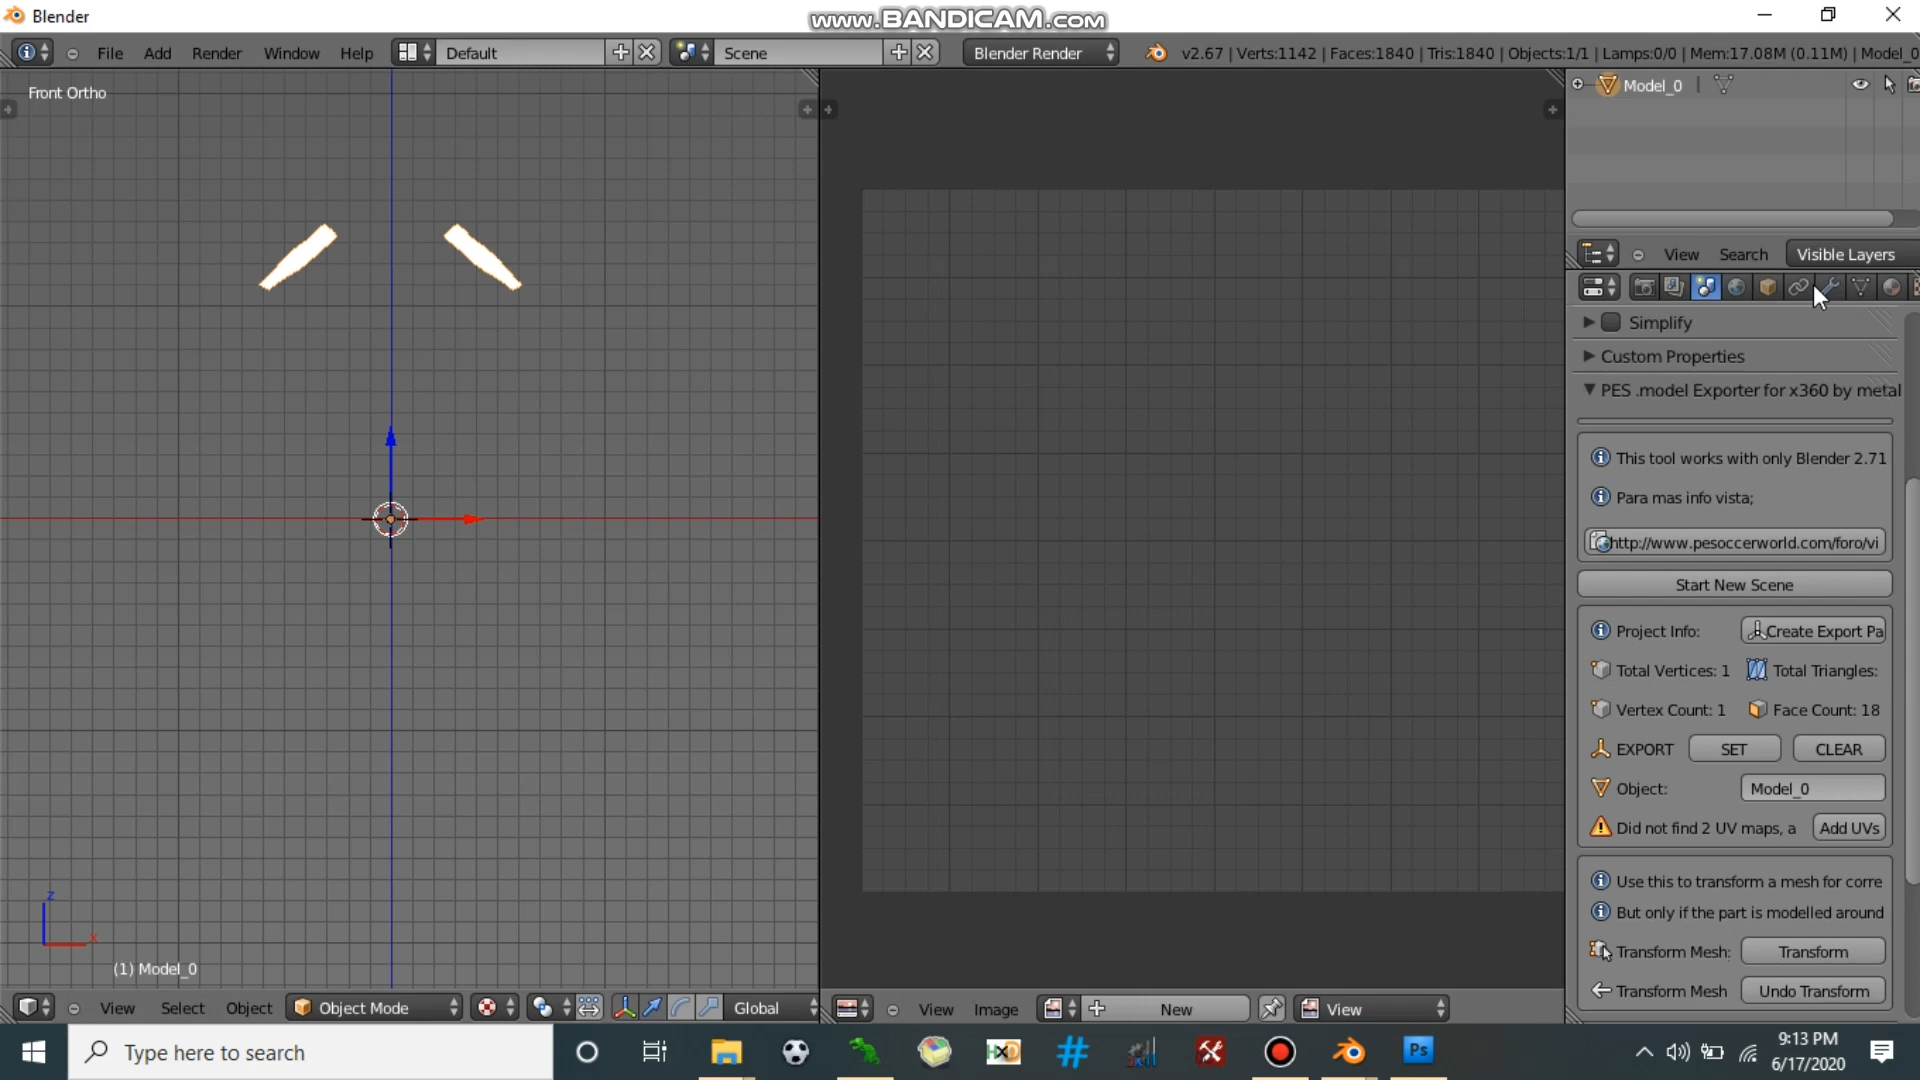 Blender
www.BANDICAM.com
File Add Render Window Help Default Scene Blender Render v2.67 | Verts:1142 | Faces:1840 | Tris:1840 | Objects:1/1 | Lamps:0/0 | Mem:17.08M (0.11M) | Model_0
Front Ortho
Model_0
View Search Visible Layers
Simplify
Custom Properties
PES .model Exporter for x360 by metal
This tool works with only Blender 2.71
Para mas info vista;
http://www.pesoccerworld.com/foro/vi
Start New Scene
Project Info: Create Export Pa
Total Vertices: 1 Total Triangles:
Vertex Count: 1 Face Count: 18
EXPORT SET CLEAR
Object: Model_0
Did not find 2 UV maps, a Add UVs
Use this to transform a mesh for corre
But only if the part is modelled around
Transform Mesh: Transform
Transform Mesh Undo Transform
z
x
(1) Model_0
View Select Object Object Mode Global
View Image New View
Type here to search
HXD
Ps
9:13 PM
6/17/2020